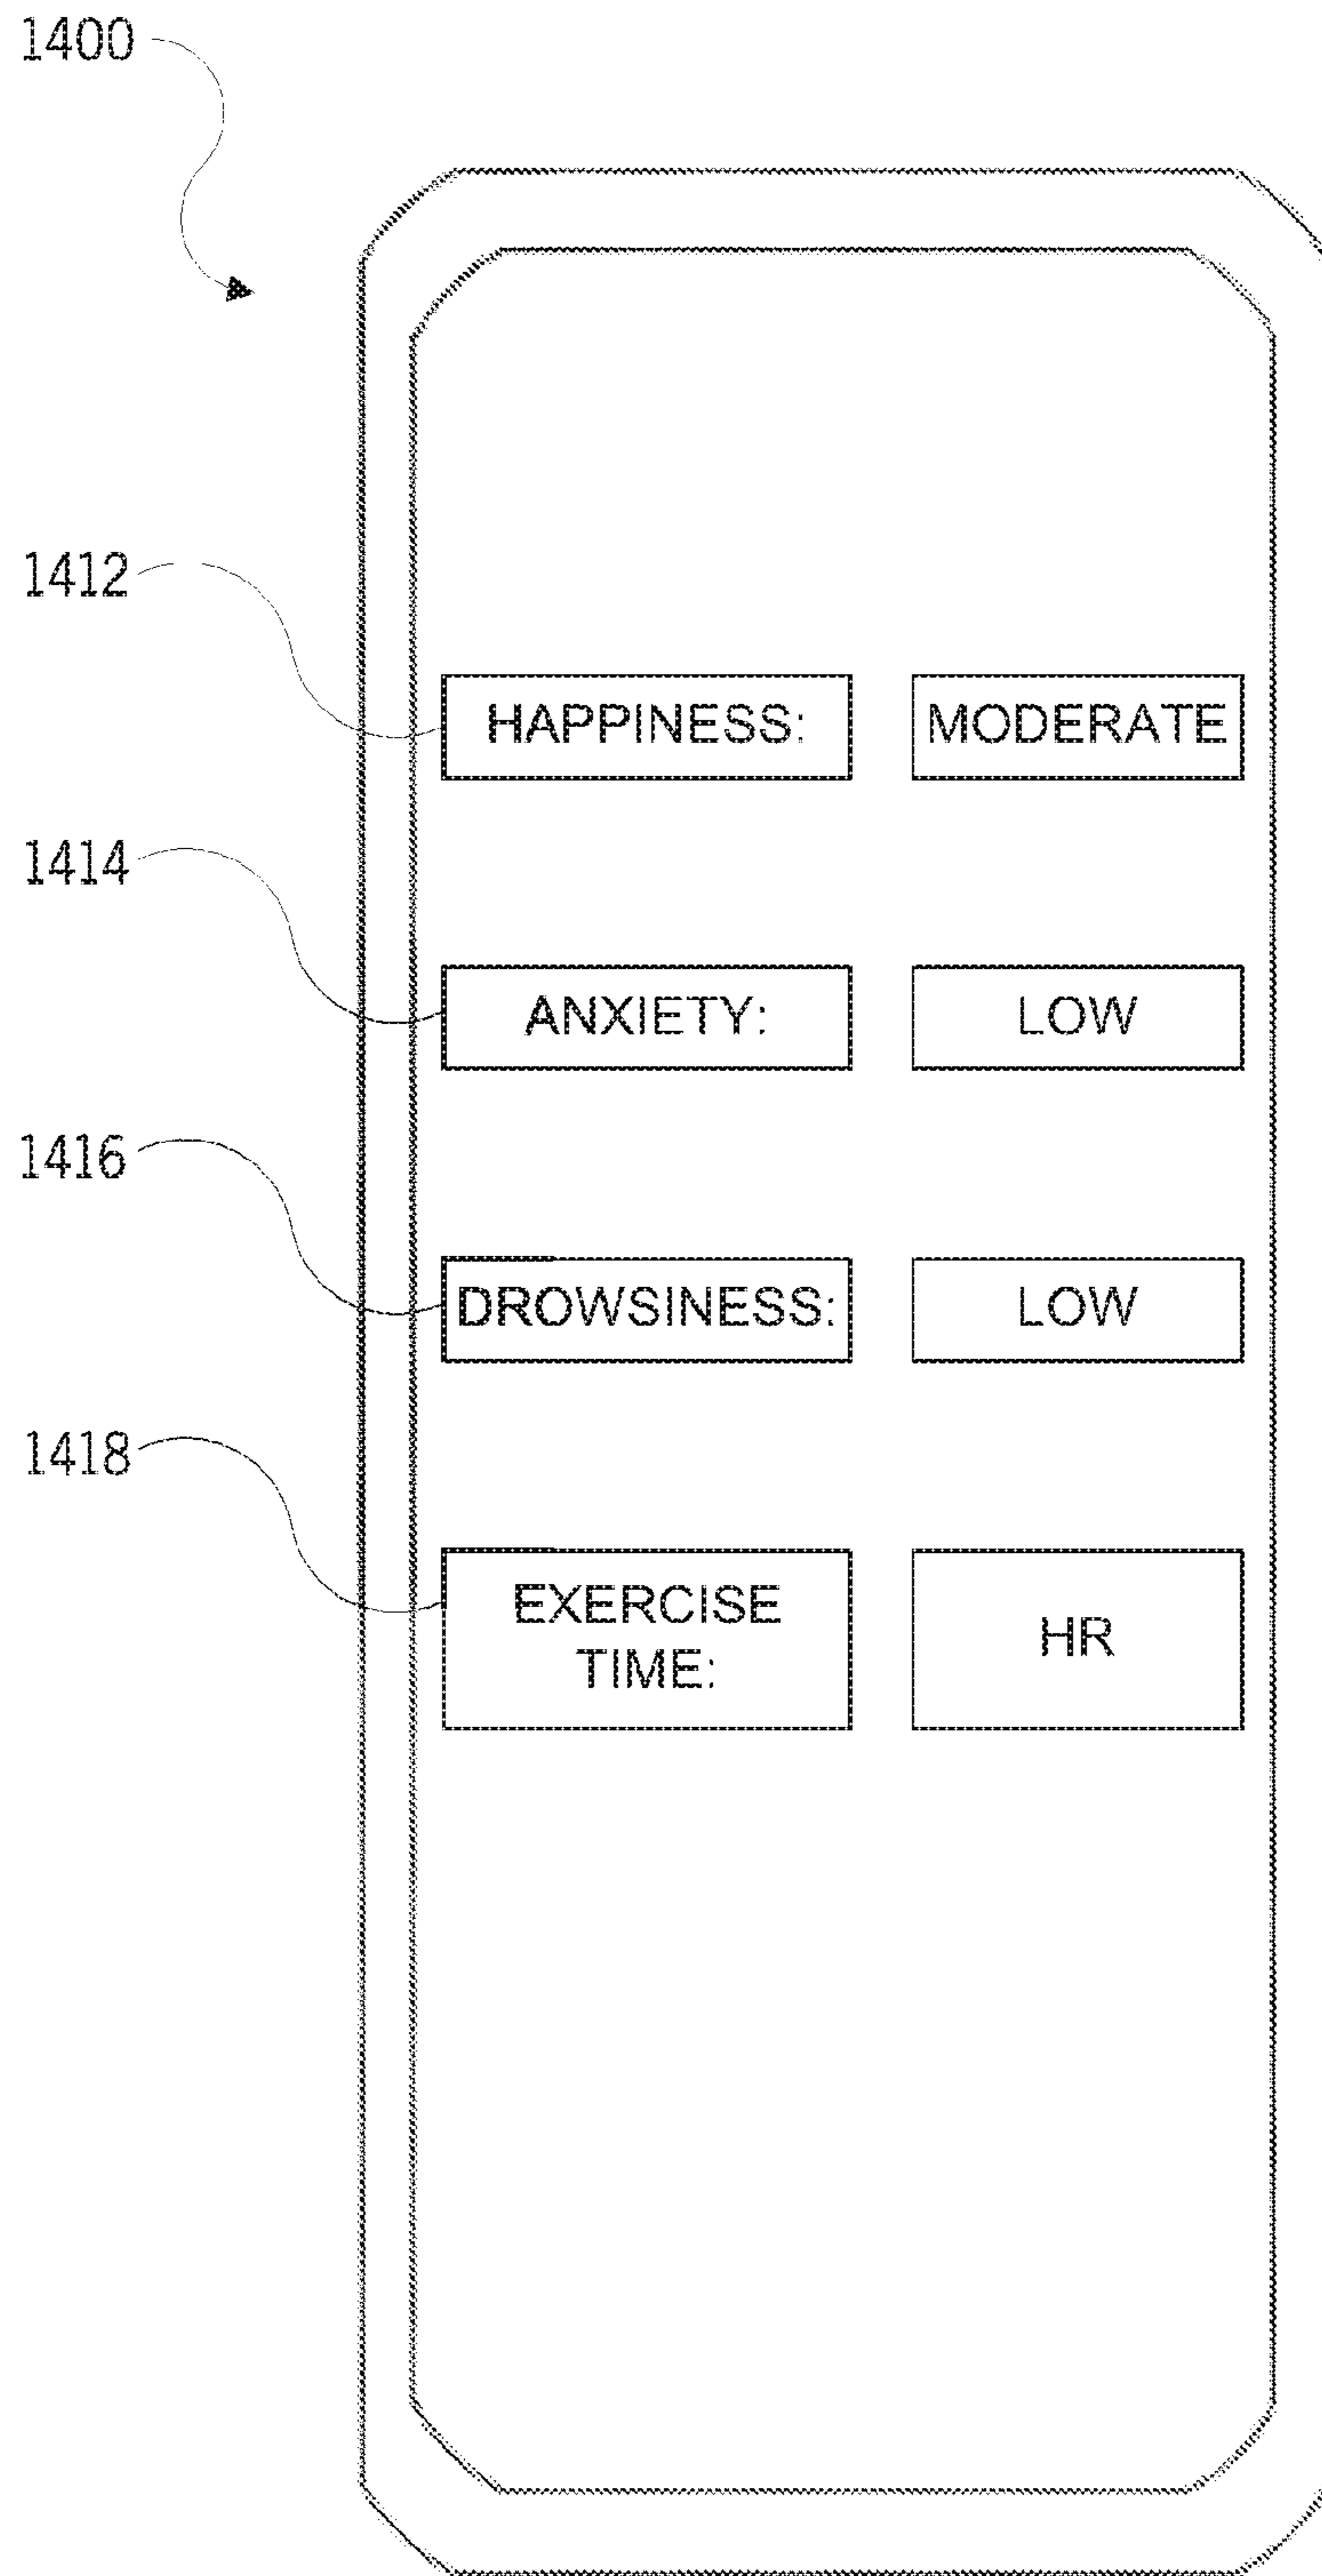 1400
1412
HAPPINESS: MODERATE
1414
ANXIETY: LOW
1416
DROWSINESS: LOW
1418
EXERCISE
TIME:
HR